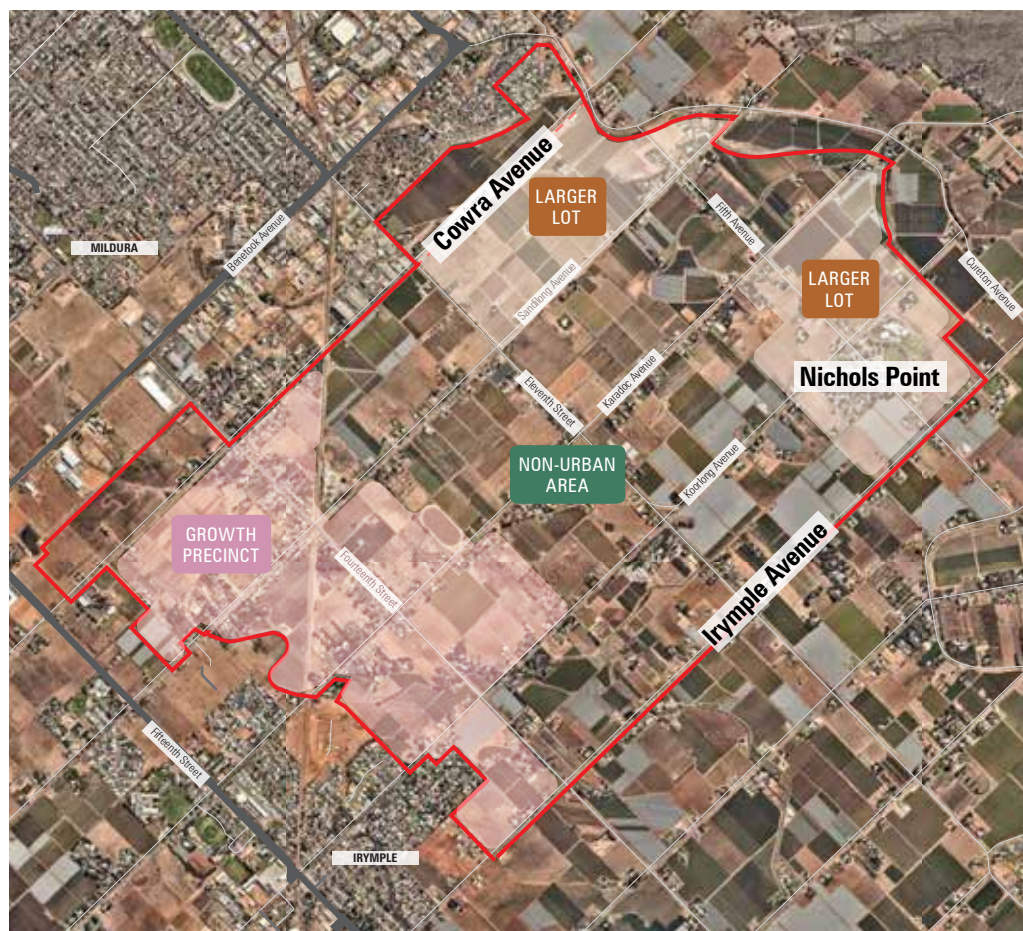 Cowra Avenue
LARGER
LOT
Fifth Avenue
MILDURA
Benetook Avenue
Sandilong Avenue
LARGER
LOT
Cureton Avenue
Nichols Point
Eleventh Street
Karadoc Avenue
NON-URBAN
AREA
Koorlong Avenue
GROWTH
PRECINCT
Fourteenth Street
Irymple Avenue
Fifteenth Street
IRYMPLE